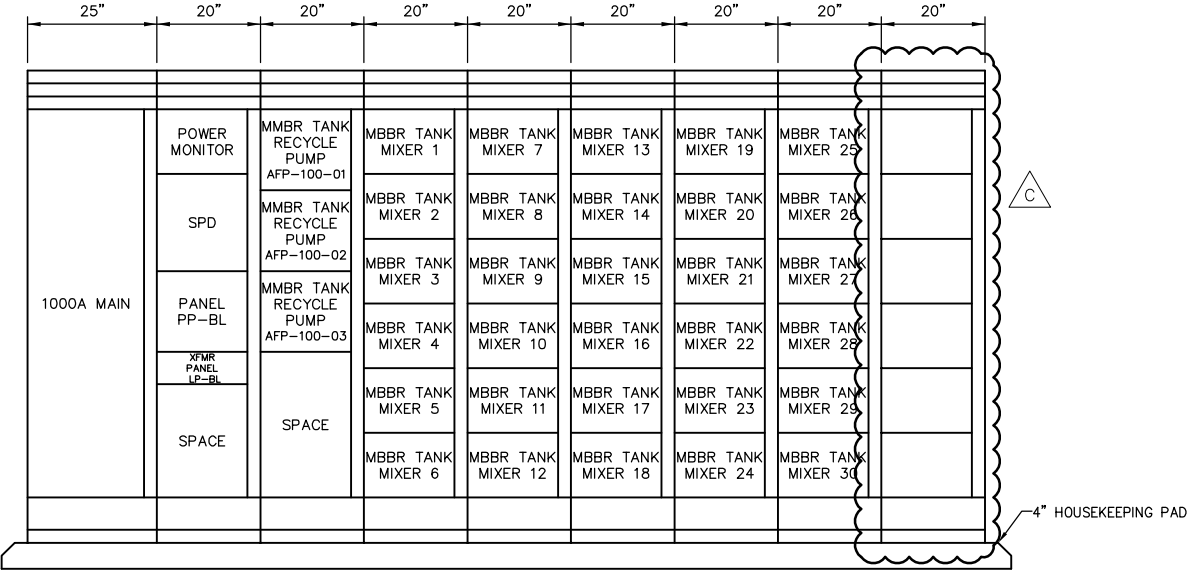 25" 20" 20" 20" 20" 20" 20" 20" 20"
1000A MAIN
POWER
MONITOR
SPD
PANEL
PP-BL
XFMR
PANEL
LP-BL
SPACE
MMBR TANK
RECYCLE
PUMP
AFP-100-01
MMBR TANK
RECYCLE
PUMP
AFP-100-02
MMBR TANK
RECYCLE
PUMP
AFP-100-03
SPACE
MBBR TANK
MIXER 1
MBBR TANK
MIXER 2
MBBR TANK
MIXER 3
MBBR TANK
MIXER 4
MBBR TANK
MIXER 5
MBBR TANK
MIXER 6
MBBR TANK
MIXER 7
MBBR TANK
MIXER 8
MBBR TANK
MIXER 9
MBBR TANK
MIXER 10
MBBR TANK
MIXER 11
MBBR TANK
MIXER 12
MBBR TANK
MIXER 13
MBBR TANK
MIXER 14
MBBR TANK
MIXER 15
MBBR TANK
MIXER 16
MBBR TANK
MIXER 17
MBBR TANK
MIXER 18
MBBR TANK
MIXER 19
MBBR TANK
MIXER 20
MBBR TANK
MIXER 21
MBBR TANK
MIXER 22
MBBR TANK
MIXER 23
MBBR TANK
MIXER 24
MBBR TANK
MIXER 25
MBBR TANK
MIXER 26
MBBR TANK
MIXER 27
MBBR TANK
MIXER 28
MBBR TANK
MIXER 29
MBBR TANK
MIXER 30
C
4" HOUSEKEEPING PAD